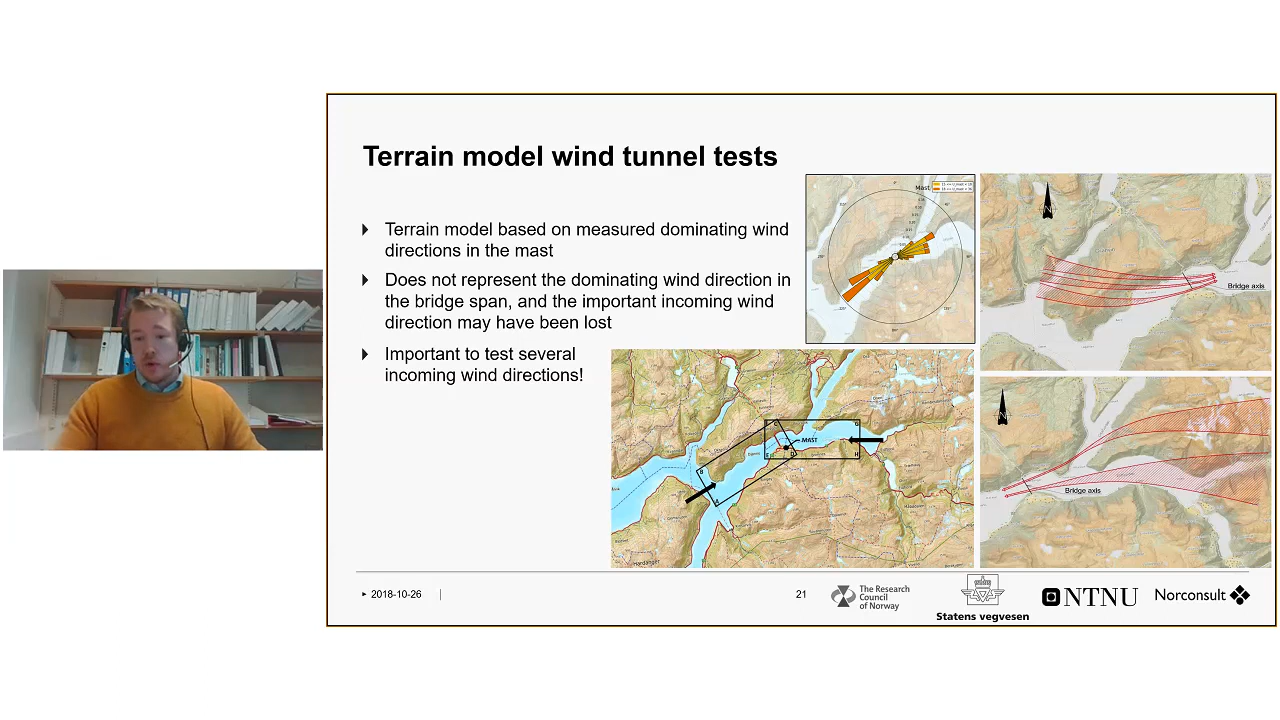 Terrain model wind tunnel tests
Terrain model based on measured dominating wind
directions in the mast
Does not represent the dominating wind direction in
the bridge span, and the important incoming wind
direction may have been lost
Important to test several
incoming wind directions!
Mast
Bridge axis
MAST
B
A
C
D
E
G
H
Bridge axis
N
N
2018-10-26
21
The Research
Council
of Norway
Statens vegvesen
NTNU
Norconsult